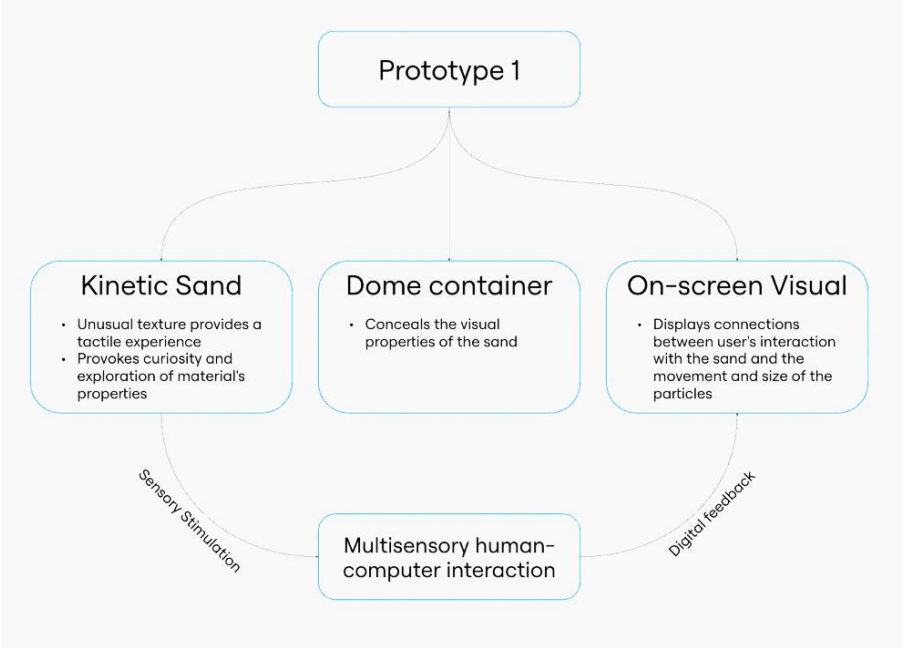 Prototype 1
Kinetic Sand
• Unusual texture provides a
tactile experience
• Provokes curiosity and
exploration of material's
properties
Dome container
• Conceals the visual
properties of the sand
On-screen Visual
• Displays connections
between user's interaction
with the sand and the
movement and size of the
particles
Sensory Stimulation
Multisensory human-
computer interaction
Digital feedback